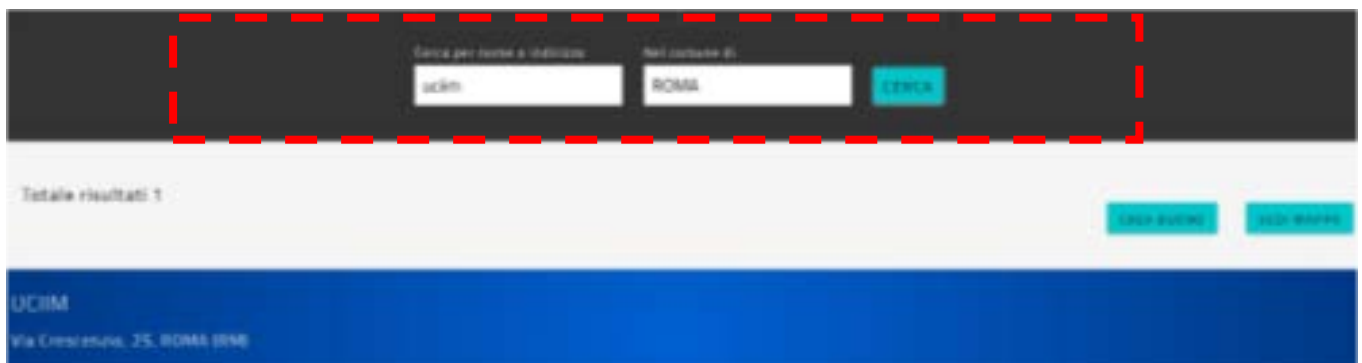 Cerca per nome o indirizzo
Nel comune di
uciim
ROMA
CERCA
Totale risultati 1
UCIIM
Via Crescenzio, 25, ROMA (RM)